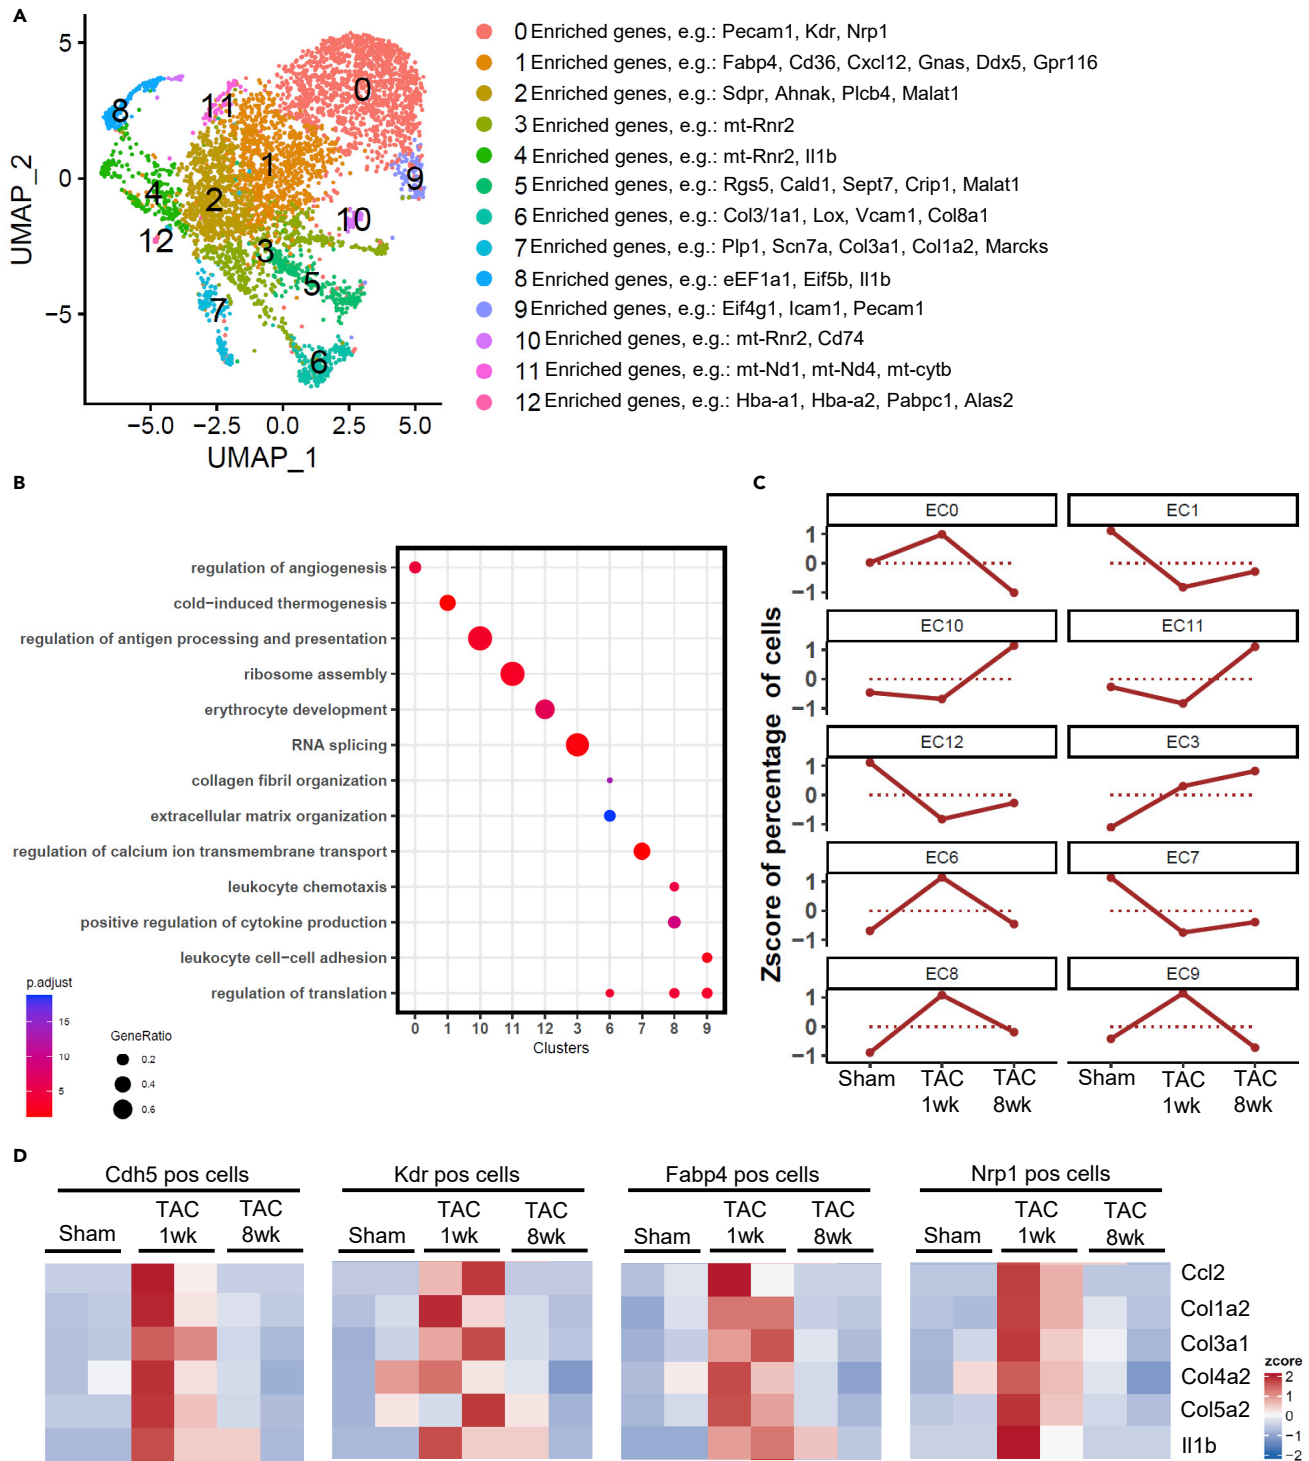 A
5
0
−5
UMAP_2
−5.0 −2.5 0.0 2.5 5.0
UMAP_1
0
1
2
3
4
5
6
7
8
9
10
11
12
0 Enriched genes, e.g.: Pecam1, Kdr, Nrp1
1 Enriched genes, e.g.: Fabp4, Cd36, Cxcl12, Gnas, Ddx5, Gpr116
2 Enriched genes, e.g.: Sdpr, Ahnak, Plcb4, Malat1
3 Enriched genes, e.g.: mt-Rnr2
4 Enriched genes, e.g.: mt-Rnr2, Il1b
5 Enriched genes, e.g.: Rgs5, Cald1, Sept7, Crip1, Malat1
6 Enriched genes, e.g.: Col3/1a1, Lox, Vcam1, Col8a1
7 Enriched genes, e.g.: Plp1, Scn7a, Col3a1, Col1a2, Marcks
8 Enriched genes, e.g.: eEF1a1, Eif5b, Il1b
9 Enriched genes, e.g.: Eif4g1, Icam1, Pecam1
10 Enriched genes, e.g.: mt-Rnr2, Cd74
11 Enriched genes, e.g.: mt-Nd1, mt-Nd4, mt-cytb
12 Enriched genes, e.g.: Hba-a1, Hba-a2, Pabpc1, Alas2
B
regulation of angiogenesis
cold−induced thermogenesis
regulation of antigen processing and presentation
ribosome assembly
erythrocyte development
RNA splicing
collagen fibril organization
extracellular matrix organization
regulation of calcium ion transmembrane transport
leukocyte chemotaxis
positive regulation of cytokine production
leukocyte cell−cell adhesion
regulation of translation
0 1 10 11 12 3 6 7 8 9
Clusters
p.adjust
15
10
5
GeneRatio
0.2
0.4
0.6
C
Zscore of percentage of cells
EC0 EC1
1
0
−1
EC10 EC11
1
0
−1
EC12 EC3
1
0
−1
EC6 EC7
1
0
−1
EC8 EC9
1
0
−1
Sham TAC TAC Sham TAC TAC
1wk 8wk 1wk 8wk
D
Cdh5 pos cells Kdr pos cells Fabp4 pos cells Nrp1 pos cells
TAC TAC TAC TAC TAC TAC TAC TAC
Sham 1wk 8wk Sham 1wk 8wk Sham 1wk 8wk Sham 1wk 8wk
Ccl2
Col1a2
Col3a1
Col4a2
Col5a2
Il1b
zscore
2
1
0
−1
−2